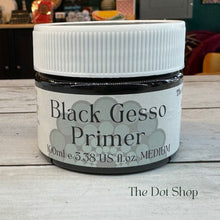 Black Gesso
Primer
100ml e 3.38 US fl oz. MEDIUM
The Dot Shop